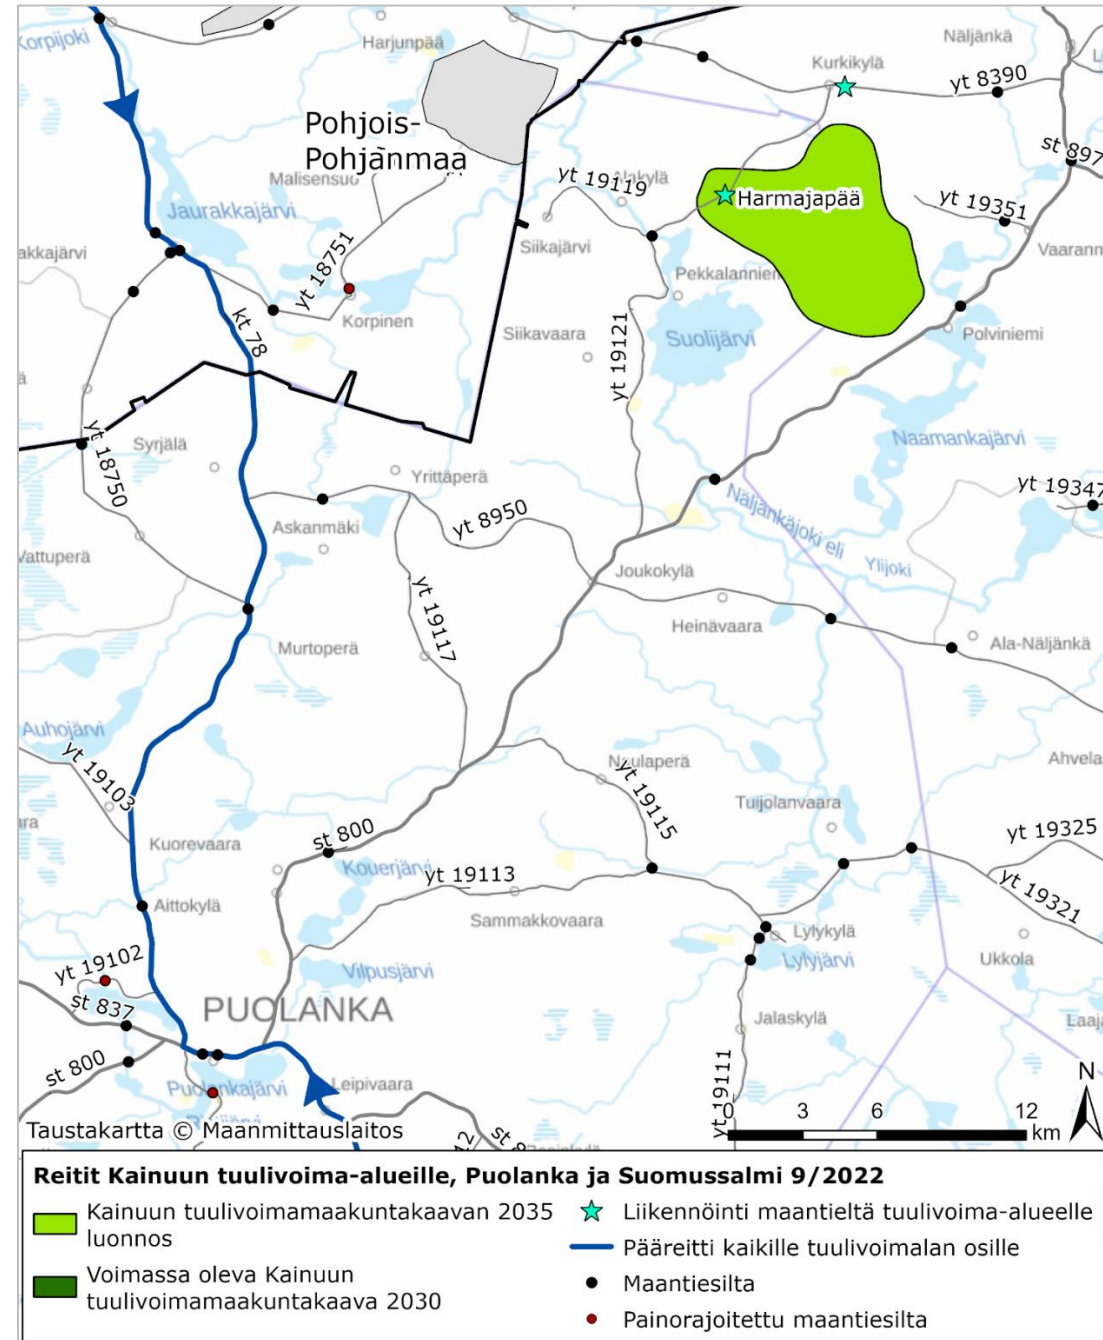 Korpijoki
Harjunpää
Näljänkä
Kurkikylä
yt 8390
Pohjois-
Pohjanmaa
st 897
Malisensuo
yt 19119
Alakylä
Harmajapää
yt 19351
Jaurakkajärvi
Siikajärvi
Vaarann
akkajärvi
yt 18751
Pekkalanniem
Korpinen
kt 78
Siikavaara
Suolijärvi
Polviniemi
yt 19121
Syrjälä
yt 18750
Naamankajärvi
Yrittäperä
yt 19347
Askanmäki
yt 8950
Näljänkäjoki eli
Ylijoki
Vattuperä
Joukokylä
yt 19117
Heinävaara
Ala-Näljänkä
Murtoperä
Auhojärvi
yt 19103
Naulaperä
Ahvela
yt 19115
Tuijolanvaara
ara
Kuorevaara
st 800
yt 19325
Kouerjärvi
yt 19113
yt 19321
Aittokylä
Sammakkovaara
Lylykylä
yt 19102
Vilpusjärvi
Lylyjärvi
Ukkola
st 837
PUOLANKA
Jalaskylä
Laaj
st 800
Puolankajärvi
Leipivaara
yt 19111
N
0 3 6 12
km
Taustakartta © Maanmittauslaitos
Reitit Kainuun tuulivoima-alueille, Puolanka ja Suomussalmi 9/2022
Kainuun tuulivoimamaakuntakaavan 2035
luonnos
Voimassa oleva Kainuun
tuulivoimamaakuntakaava 2030
Liikennöinti maantieltä tuulivoima-alueelle
Pääreitti kaikille tuulivoimalan osille
Maantiesilta
Painorajoitettu maantiesilta